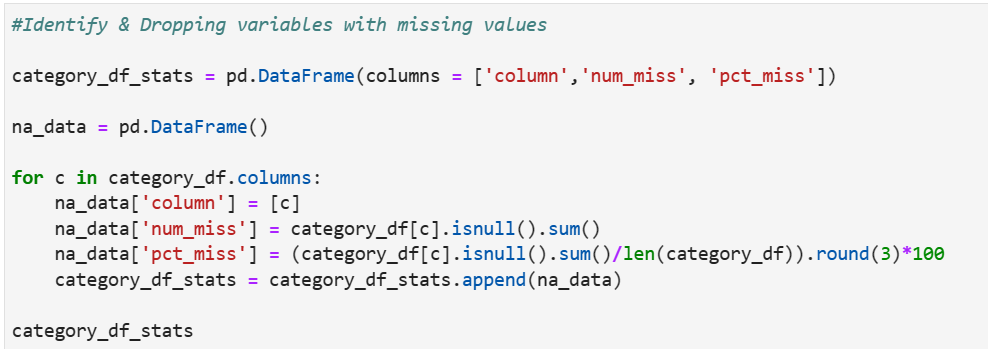 #Identify & Dropping variables with missing values
category_df_stats = pd.DataFrame(columns = ['column','num_miss', 'pct_miss'])
na_data = pd.DataFrame()
for c in category_df.columns:
    na_data['column'] = [c]
    na_data['num_miss'] = category_df[c].isnull().sum()
    na_data['pct_miss'] = (category_df[c].isnull().sum()/len(category_df)).round(3)*100
    category_df_stats = category_df_stats.append(na_data)
category_df_stats